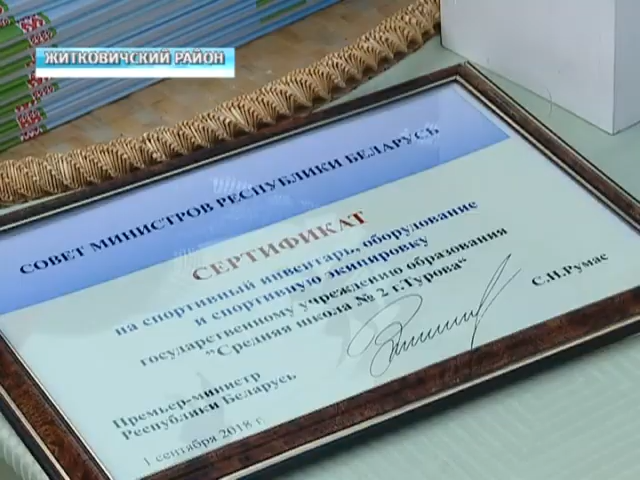 ЖИТКОВИЧСКИЙ РАЙОН
СОВЕТ МИНИСТРОВ РЕСПУБЛИКИ БЕЛАРУСЬ
СЕРТИФИКАТ
на спортивный инвентарь, оборудование
и спортивную экипировку
государственному учреждению образования
"Средняя школа № 2 г.Турова"
Премьер-министр
Республики Беларусь
С.Н.Румас
1 сентября 2018 г.